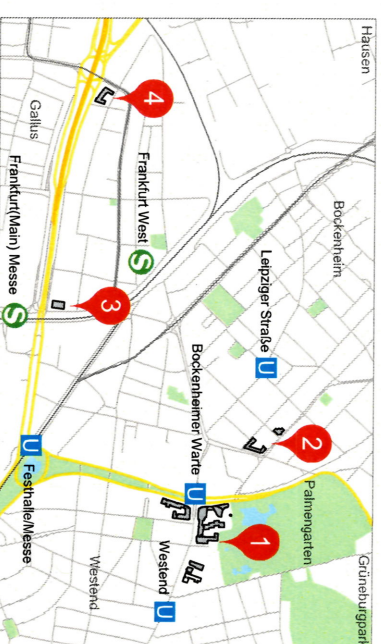 Hausen
Grüneburgpark
Bockenheim
2
Palmengarten
Leipziger Straße U
1
Bockenheimer Warte U
Westend U
4
Frankfurt West S
3
Westend
Gallus
U Festhalle/Messe
Frankfurt(Main) Messe S